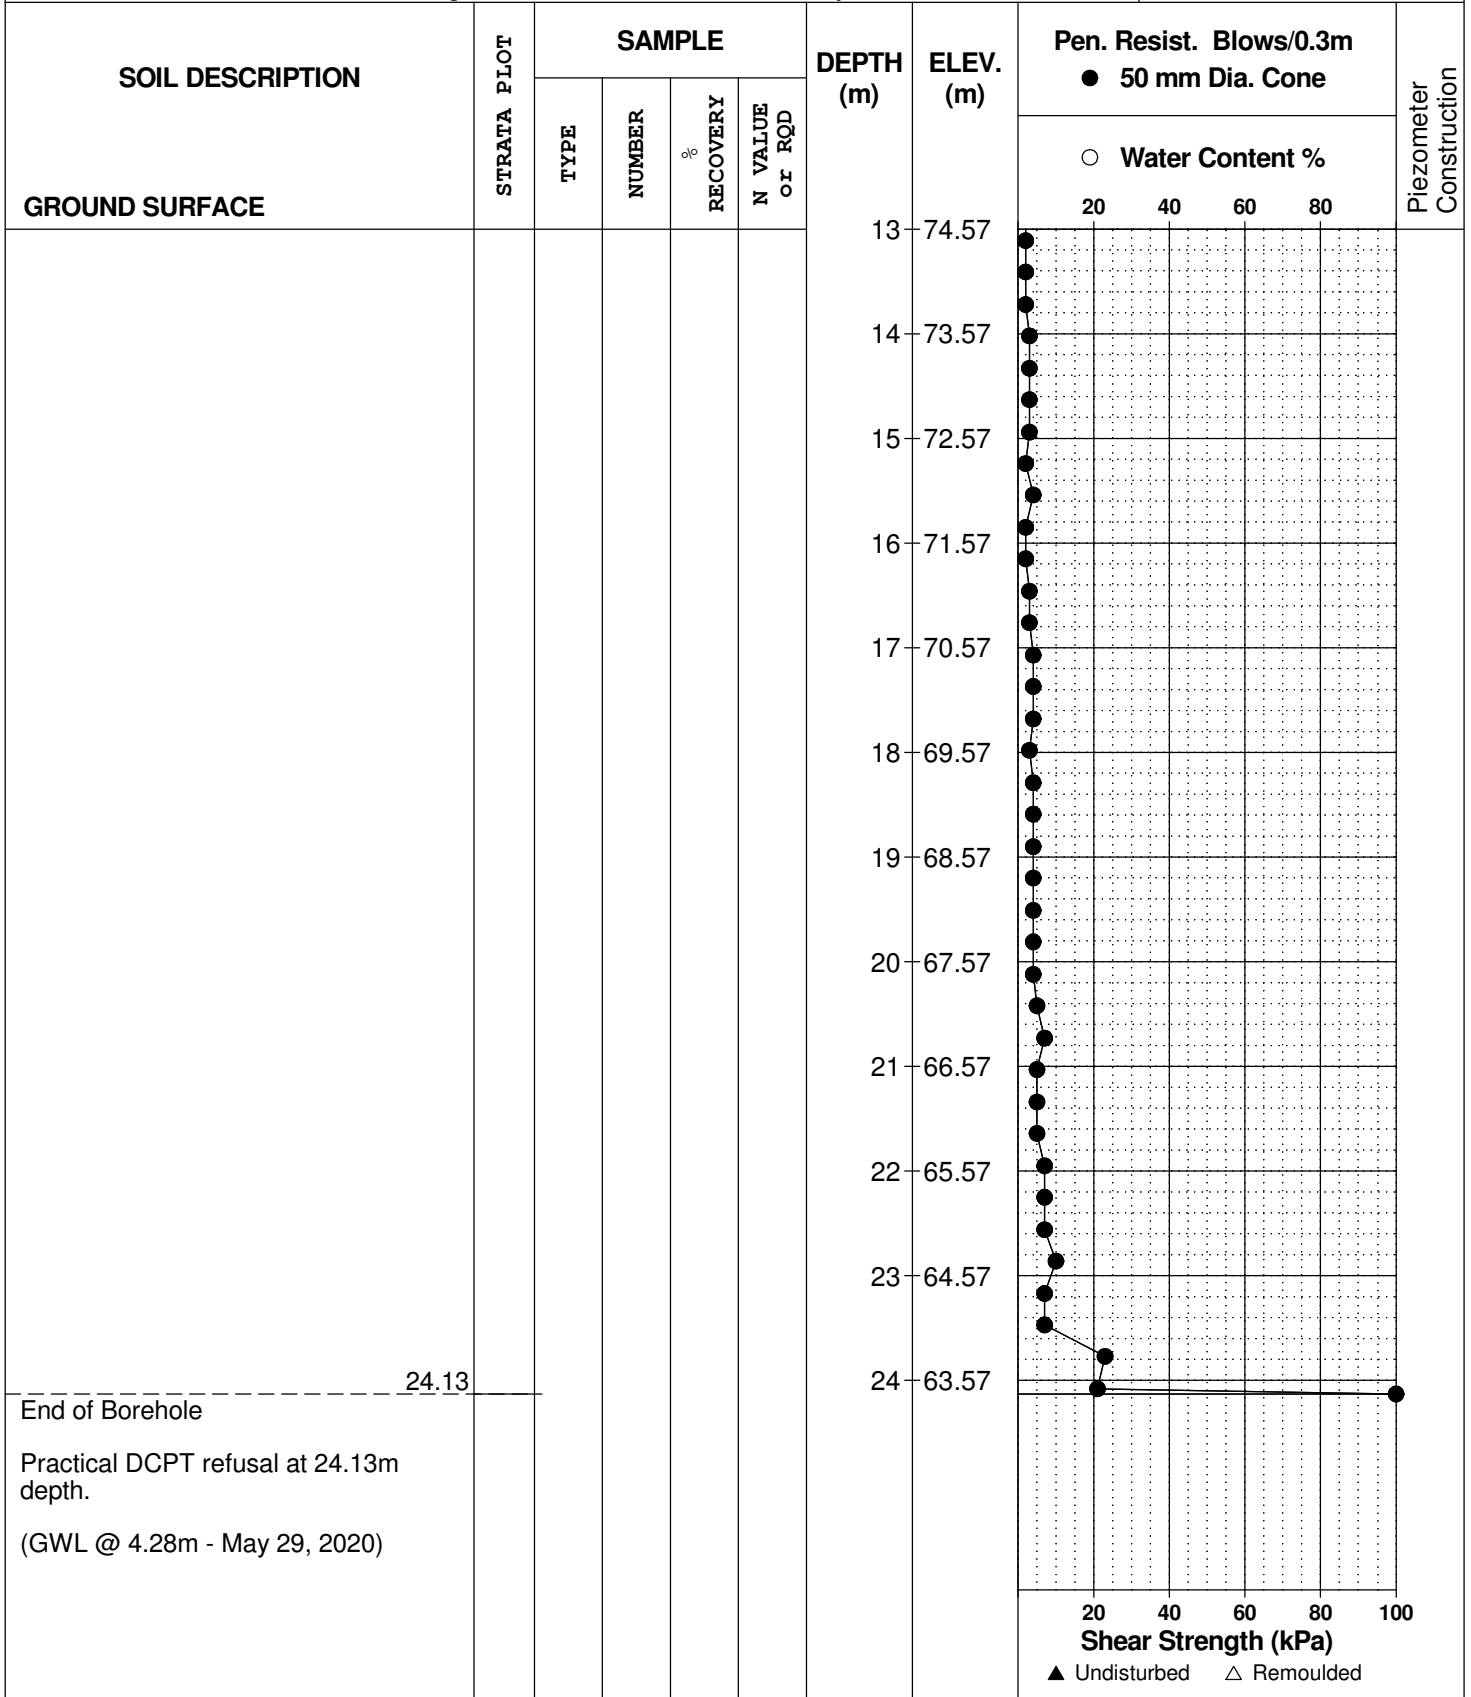 SOIL DESCRIPTION
GROUND SURFACE
STRATA PLOT
SAMPLE
TYPE
NUMBER
%
RECOVERY
N VALUE
or RQD
DEPTH
(m)
ELEV.
(m)
Pen. Resist. Blows/0.3m
● 50 mm Dia. Cone
○ Water Content %
20 40 60 80
Piezometer
Construction
13 74.57
14 73.57
15 72.57
16 71.57
17 70.57
18 69.57
19 68.57
20 67.57
21 66.57
22 65.57
23 64.57
24 63.57
24.13
End of Borehole
Practical DCPT refusal at 24.13m
depth.
(GWL @ 4.28m - May 29, 2020)
20 40 60 80 100
Shear Strength (kPa)
▲ Undisturbed △ Remoulded